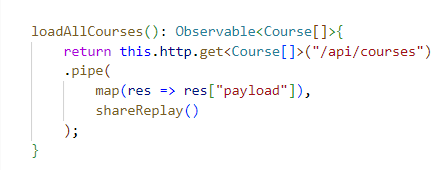 loadAllCourses(): Observable<Course[]>{
return this.http.get<Course[]>("/api/courses")
.pipe(
map(res => res["payload"]),
shareReplay()
);
}